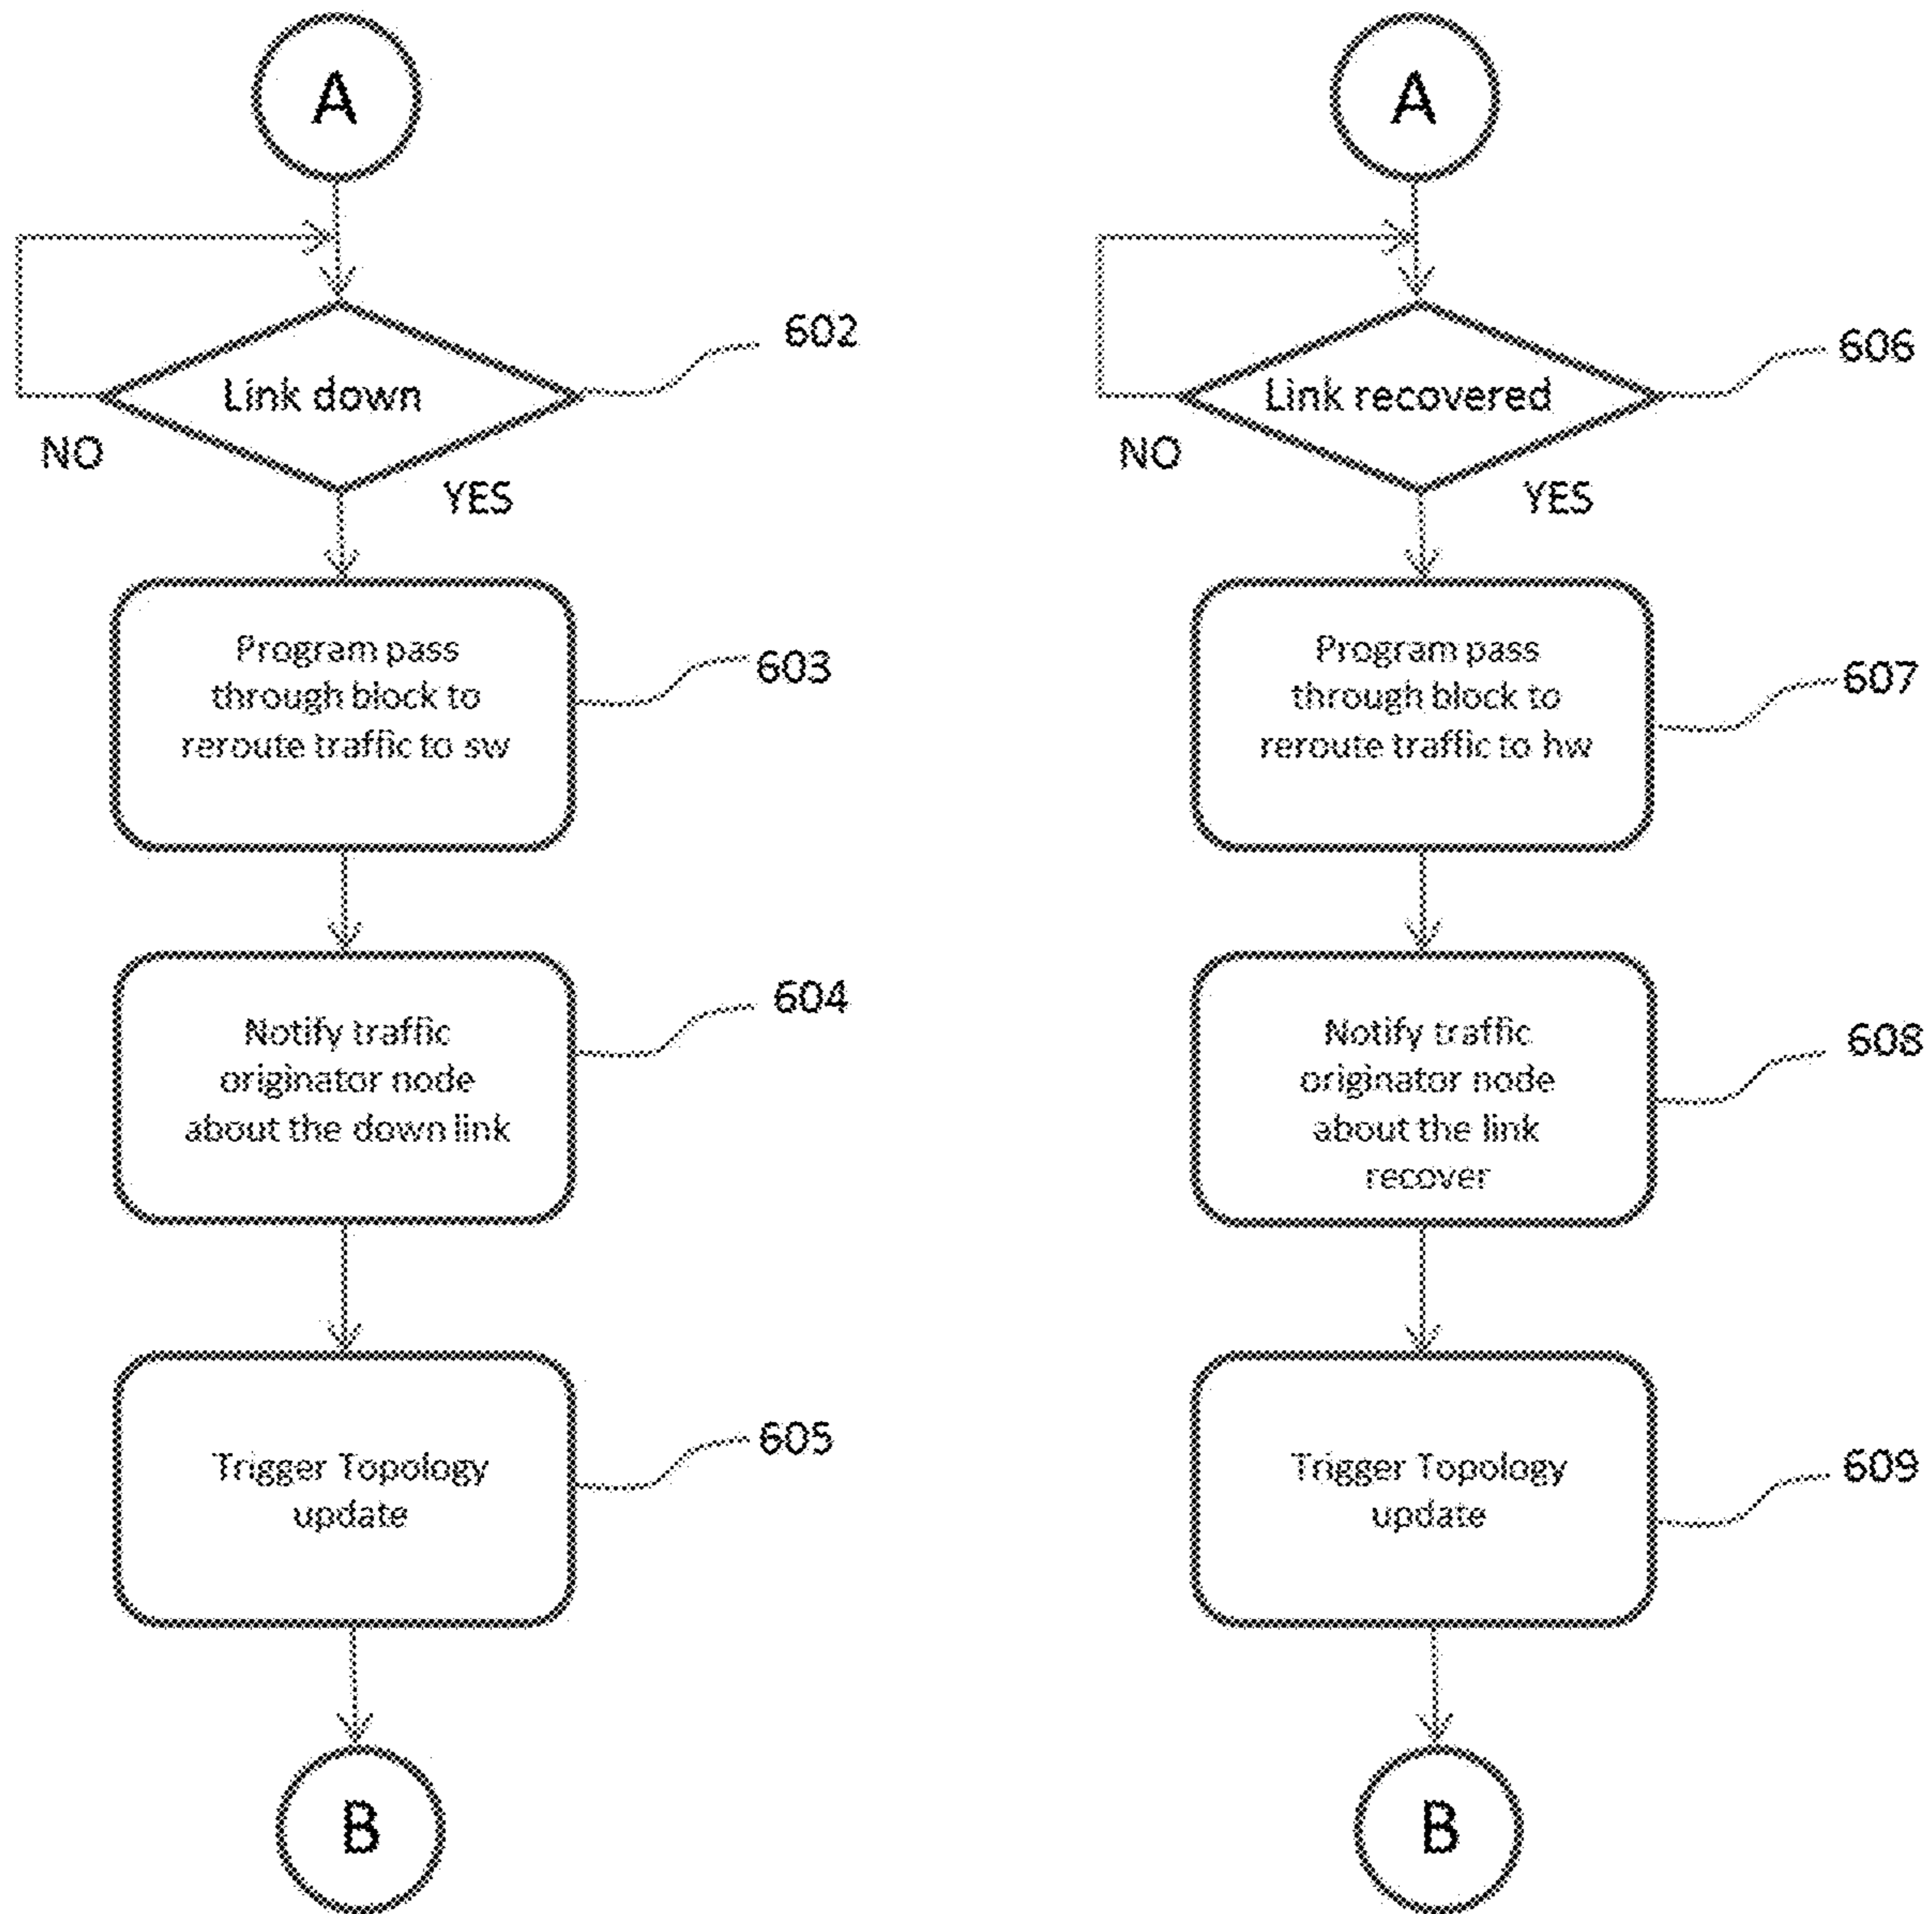 A
Link down
602
NO
YES
Program pass
through block to
reroute traffic to sw
603
Notify traffic
originator node
about the down link
604
Trigger Topology
update
605
B
A
Link recovered
606
NO
YES
Program pass
through block to
reroute traffic to hw
607
Notify traffic
originator node
about the link
recover
608
Trigger Topology
update
609
B